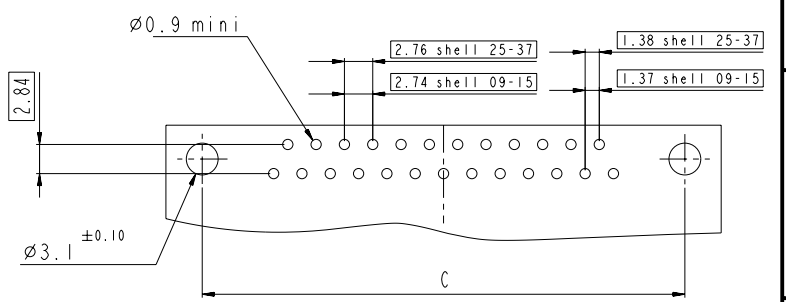 Ø0.9 mini
2.76 shell 25-37
2.74 shell 09-15
1.38 shell 25-37
1.37 shell 09-15
2.84
Ø3.1 ±0.10
C